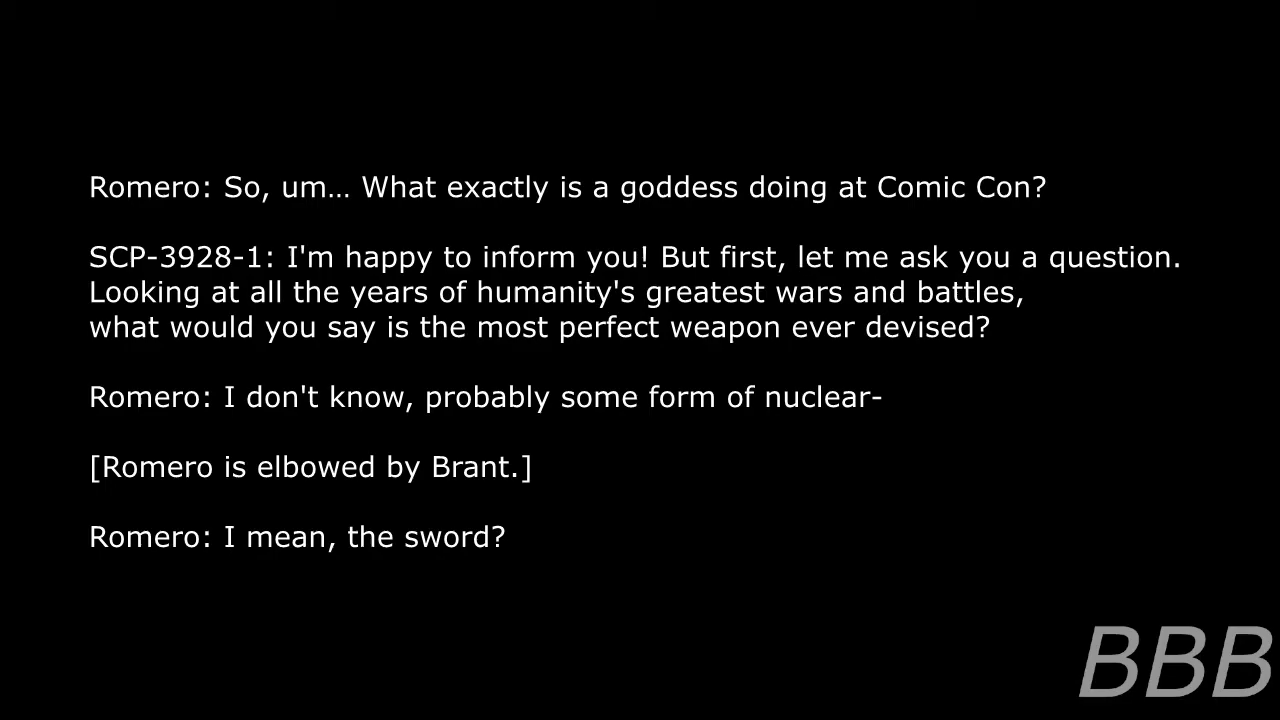 Romero: So, um… What exactly is a goddess doing at Comic Con?
SCP-3928-1: I'm happy to inform you! But first, let me ask you a question.
Looking at all the years of humanity's greatest wars and battles,
what would you say is the most perfect weapon ever devised?
Romero: I don't know, probably some form of nuclear-
[Romero is elbowed by Brant.]
Romero: I mean, the sword?
BBB